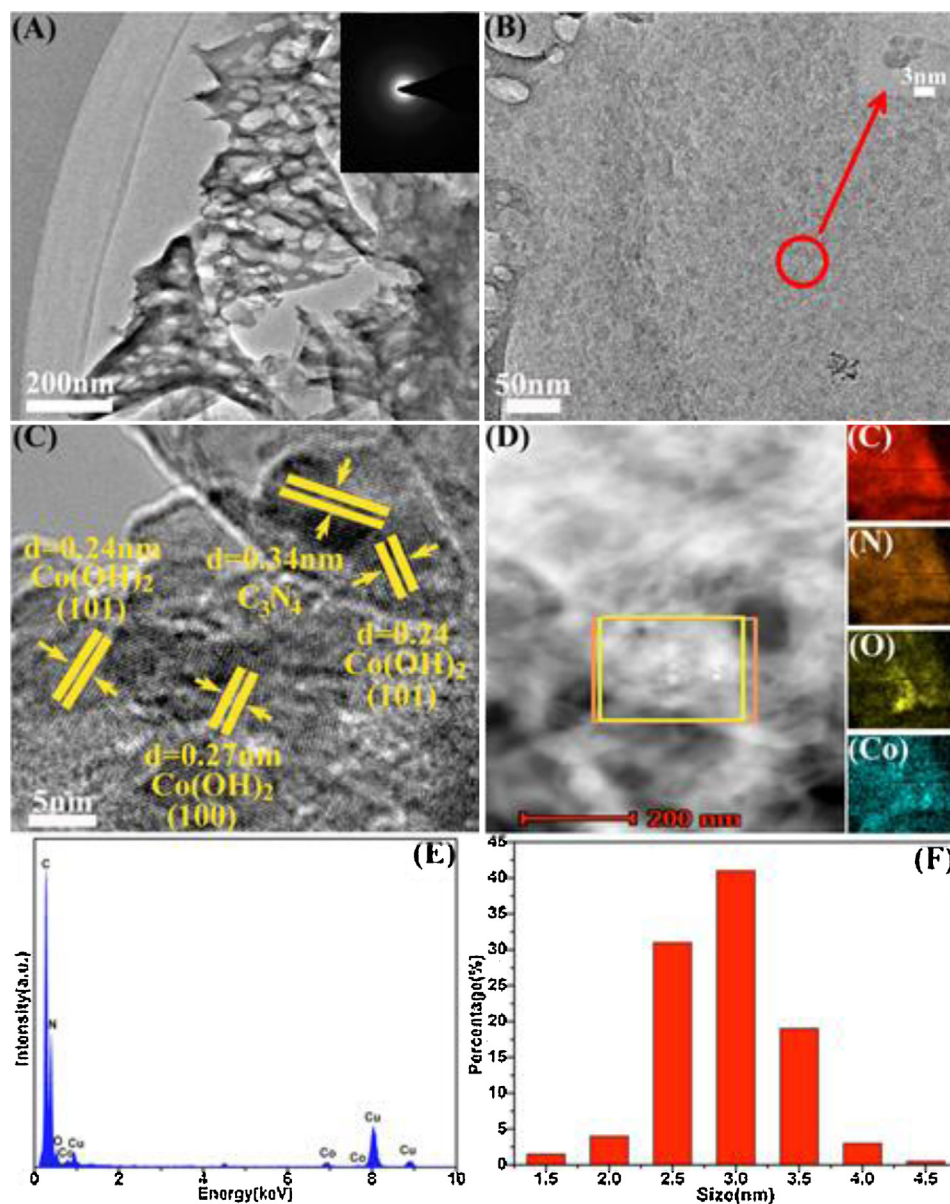 (A)
200nm
(B)
3nm
50nm
(C)
d=0.24nm
Co(OH)₂
(101)
d=0.34nm
C₃N₄
d=0.24
Co(OH)₂
(101)
d=0.27nm
Co(OH)₂
(100)
5nm
(D)
200 nm
(C)
(N)
(O)
(Co)
(E)
Intensity(a.u.)
C
N
O
Co
Cu
Co
Co
Cu
Cu
0 2 4 6 8 10
Energy(keV)
(F)
Percentage(%)
45
40
35
30
25
20
15
10
5
0
1.5 2.0 2.5 3.0 3.5 4.0 4.5
Size(nm)